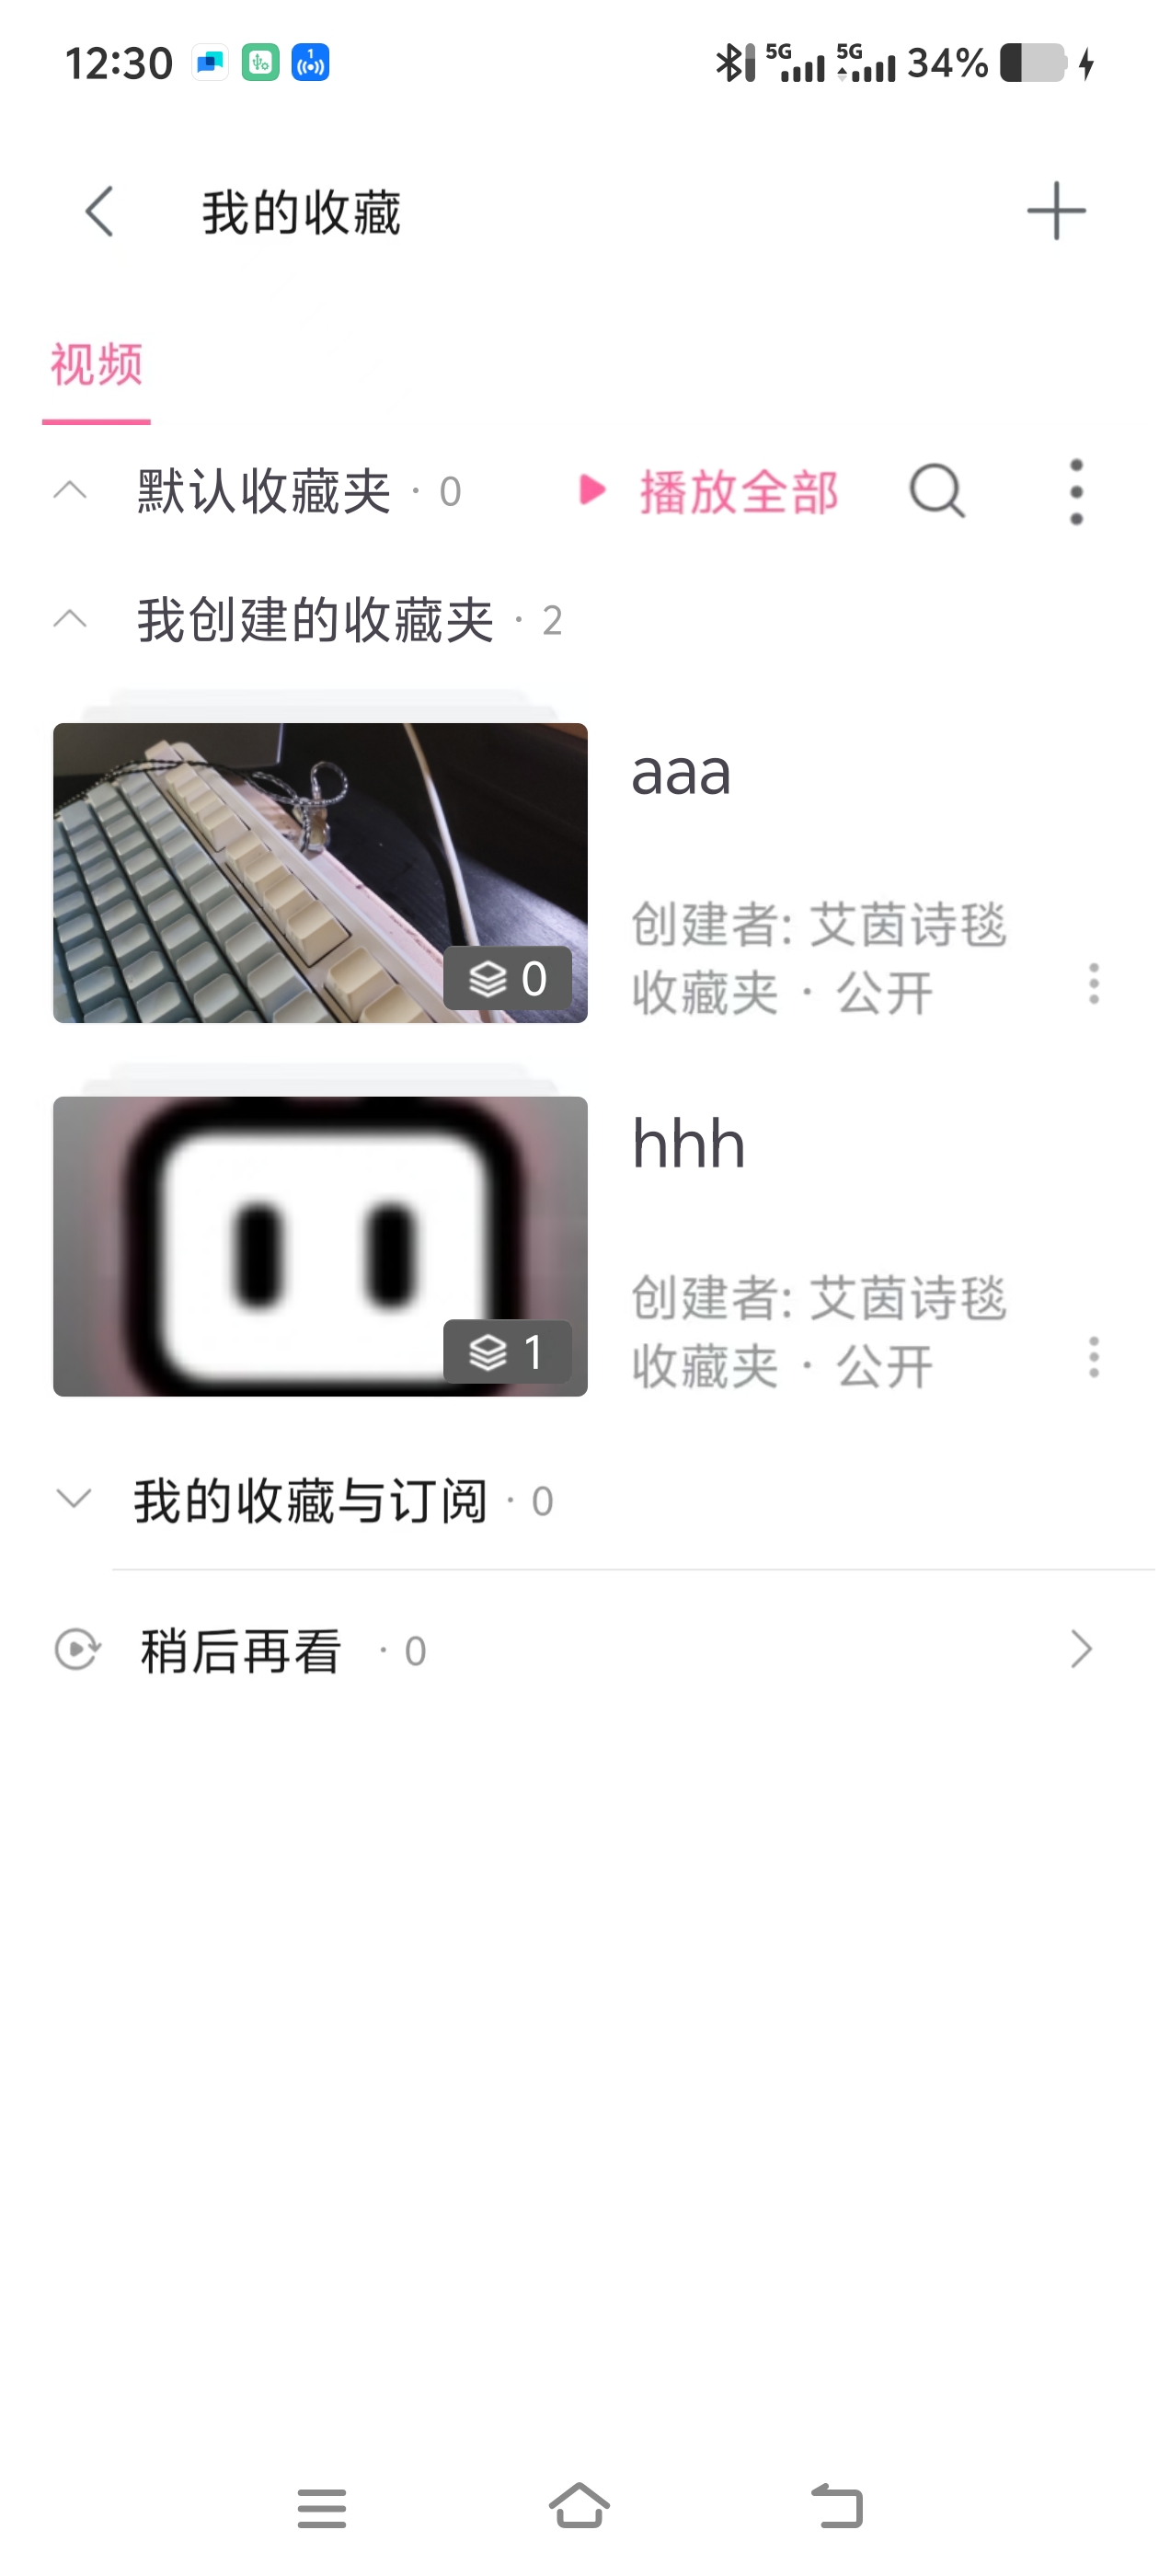 12:30
5G 5G 34%
我的收藏
视频
默认收藏夹 · 0 播放全部
我创建的收藏夹 · 2
aaa
0
创建者: 艾茵诗毯
收藏夹 · 公开
hhh
1
创建者: 艾茵诗毯
收藏夹 · 公开
我的收藏与订阅 · 0
稍后再看 · 0